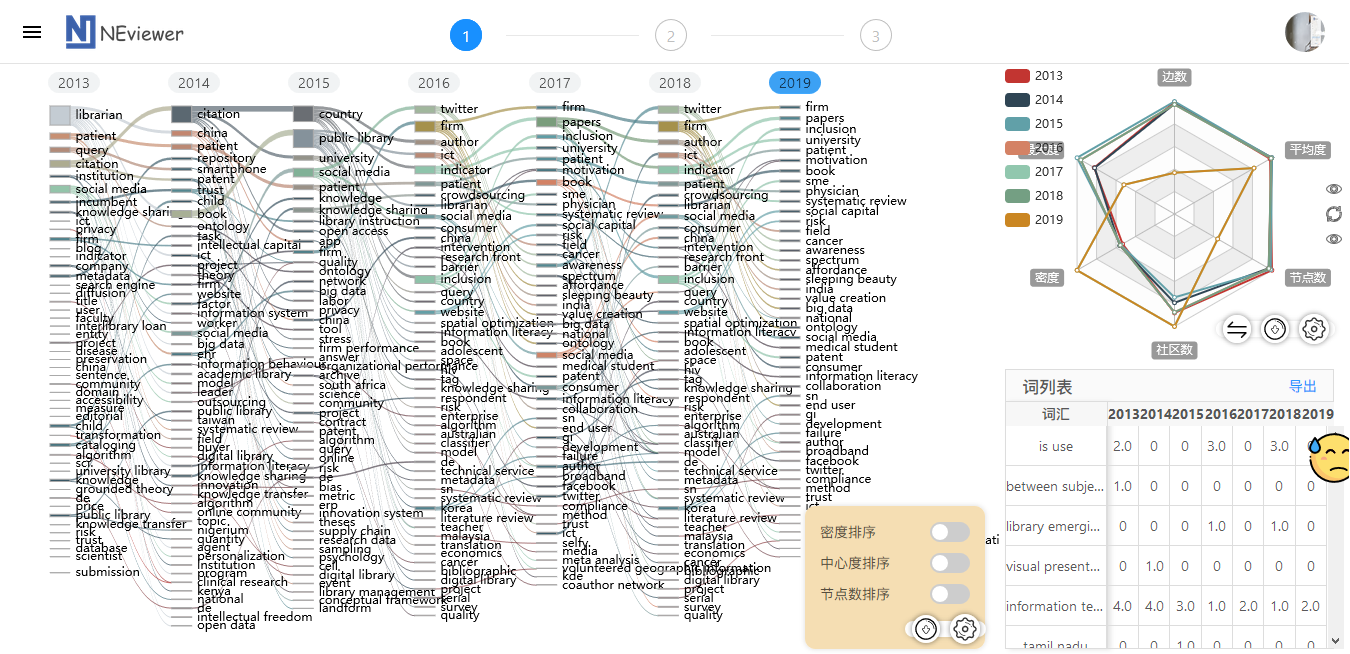 NEviewer
1
2
3
2013
2014
2015
2016
2017
2018
2019
librarian
patient
query
citation
institution
social media
incumbent
knowledge sharing
ict
privacy
firm
blog
indicator
company
metadata
search engine
diffusion
title
user
faculty
interlibrary loan
entity
project
disease
preservation
china
sentence
community
domain
accessibility
measure
editorial
child
transformation
cataloging
algorithm
sci
university library
knowledge
grounded theory
de
price
public library
knowledge transfer
risk
trust
database
scientist
submission
citation
china
patient
repository
smartphone
patent
trust
child
book
ontology
task
intellectual capital
ict
project
theory
firm
website
factor
information system
worker
social media
big data
ehr
information behaviour
academic library
model
leader
outsourcing
public library
taiwan
systematic review
field
buyer
digital library
information literacy
knowledge sharing
innovation
knowledge transfer
algorithm
online community
topic
nigerium
quantity
agent
personalization
Institution
program
clinical research
kenya
national
de
intellectual freedom
open data
country
public library
university
social media
patient
knowledge
knowledge sharing
library instruction
open access
app
firm
quality
ontology
network
big data
labor
privacy
china
tool
stress
firm performance
answer
organizational performance
archive
south africa
science
community
project
contract
patent
algorithm
query
online
risk
de
bias
metric
erp
innovation system
theses
supply chain
research data
sampling
psychology
cell
digital library
event
library management
conceptual framework
landform
twitter
firm
author
ict
indicator
patient
crowdsourcing
librarian
social media
consumer
china
intervention
research front
barrier
inclusion
query
country
website
spatial optimization
information literacy
book
adolescent
space
hiv
tag
knowledge sharing
respondent
risk
enterprise
algorithm
australian
classifier
model
de
technical service
metadata
sn
systematic review
korea
literature review
teacher
malaysia
translation
economics
cancer
bibliographic
digital library
project
serial
survey
quality
firm
papers
inclusion
university
patient
motivation
book
sme
physician
systematic review
social capital
risk
field
cancer
awareness
spectrum
affordance
sleeping beauty
india
value creation
big data
national
ontology
social media
medical student
patent
consumer
information literacy
collaboration
sn
end user
gi
development
failure
author
broadband
facebook
twitter
compliance
method
trust
ict
selfy
media
meta analysis
volunteered geographic information
kde
coauthor network
twitter
firm
author
ict
indicator
patient
crowdsourcing
librarian
social media
consumer
china
intervention
research front
barrier
inclusion
query
country
website
spatial optimization
information literacy
book
adolescent
space
hiv
tag
knowledge sharing
respondent
risk
enterprise
algorithm
australian
classifier
model
de
technical service
metadata
sn
systematic review
korea
literature review
teacher
malaysia
translation
economics
cancer
bibliographic
digital library
project
serial
survey
quality
firm
papers
inclusion
university
patient
motivation
book
sme
physician
systematic review
social capital
risk
field
cancer
awareness
spectrum
affordance
sleeping beauty
india
value creation
big data
national
ontology
social media
medical student
patent
consumer
information literacy
collaboration
sn
end user
gi
development
failure
author
broadband
facebook
twitter
compliance
method
trust
ict
密度排序
中心度排序
节点数排序
2013
2014
2015
2016
2017
2018
2019
边数
平均度
节点数
社区数
密度
词列表
导出
词汇 2013 2014 2015 2016 2017 2018 2019
is use 2.0 0 0 3.0 0 3.0
between subje... 1.0 0 0 0 0 0 0
library emergi... 0 0 0 1.0 0 1.0 0
visual present... 0 1.0 0 0 0 0 0
information te... 4.0 4.0 3.0 1.0 2.0 1.0 2.0
tamil nadu 0 0 1.0 0 0 0 0